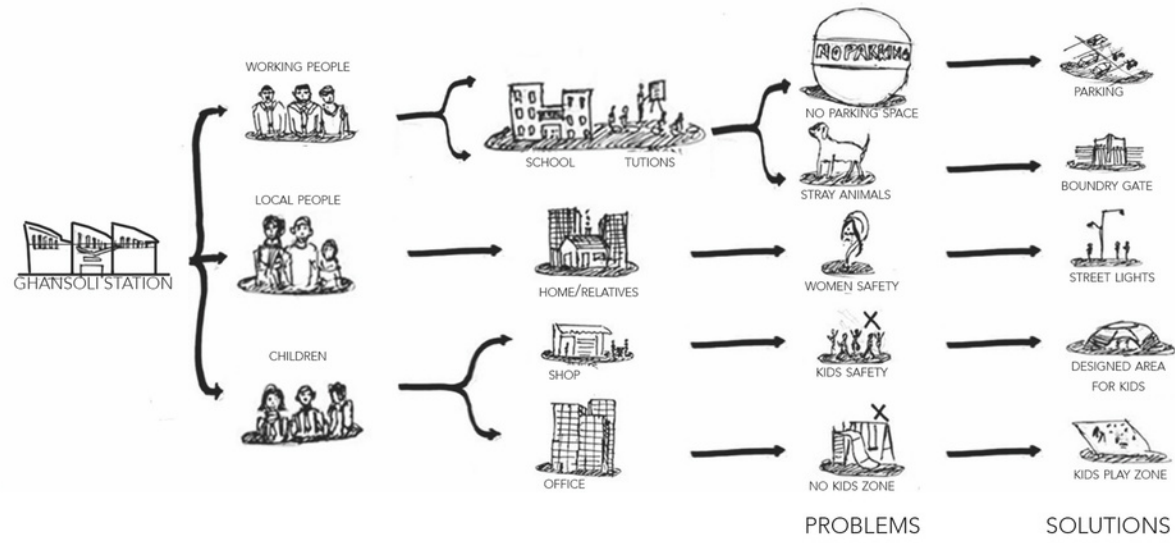 WORKING PEOPLE
NO PARKING
NO PARKING SPACE
PARKING
SCHOOL
TUTIONS
STRAY ANIMALS
BOUNDRY GATE
LOCAL PEOPLE
GHANSOLI STATION
HOME/RELATIVES
WOMEN SAFETY
STREET LIGHTS
CHILDREN
SHOP
KIDS SAFETY
DESIGNED AREA
FOR KIDS
OFFICE
NO KIDS ZONE
KIDS PLAY ZONE
PROBLEMS
SOLUTIONS